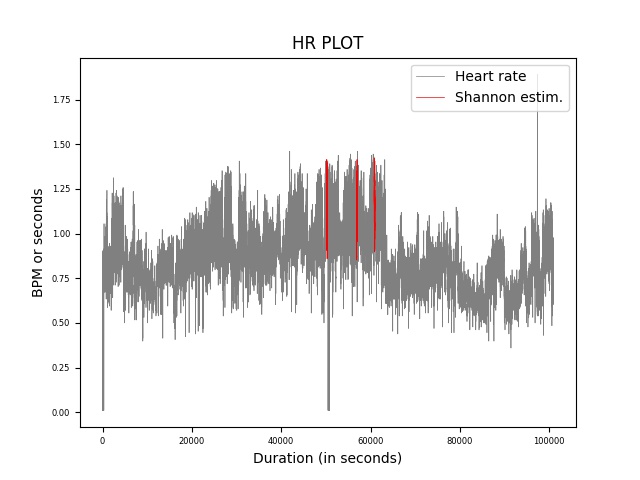 HR PLOT
Heart rate
Shannon estim.
1.75
1.50
1.25
1.00
0.75
0.50
0.25
0.00
BPM or seconds
0 20000 40000 60000 80000 100000
Duration (in seconds)